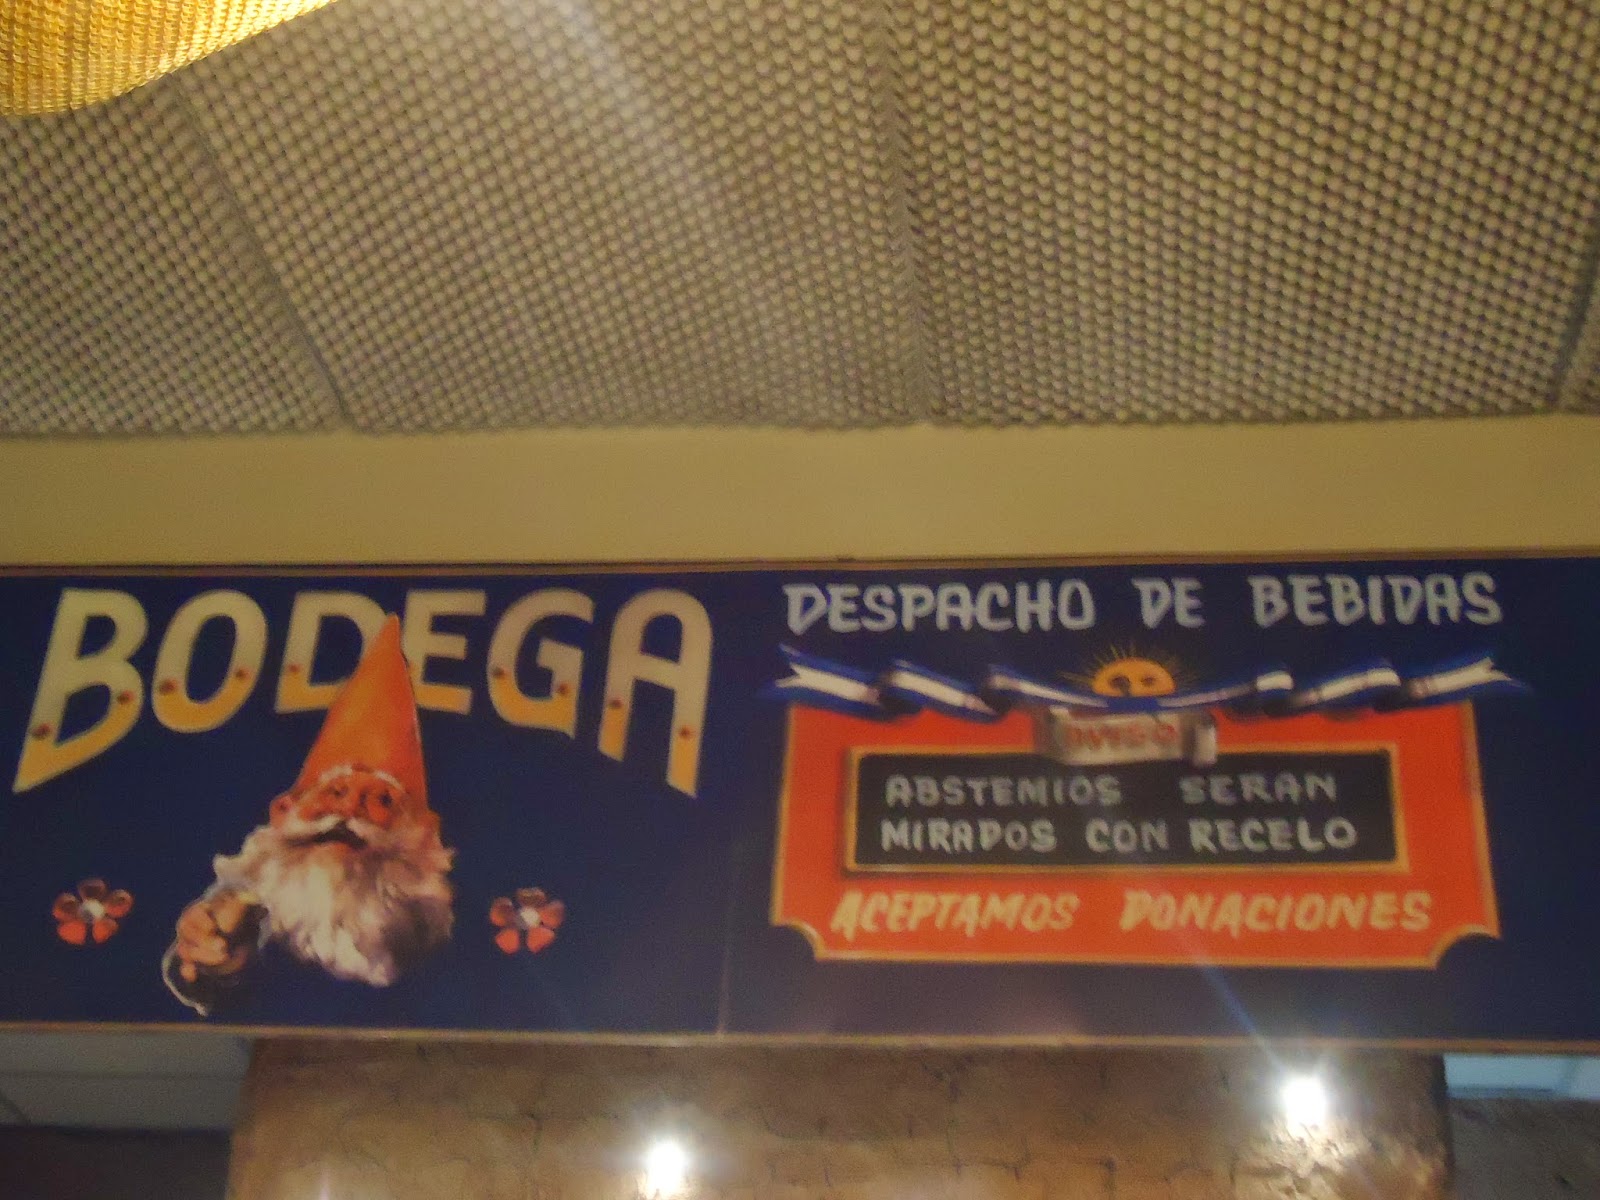 BODEGA
DESPACHO DE BEBIDAS
AVISO
ABSTEMIOS SERAN
MIRADOS CON RECELO
ACEPTAMOS DONACIONES